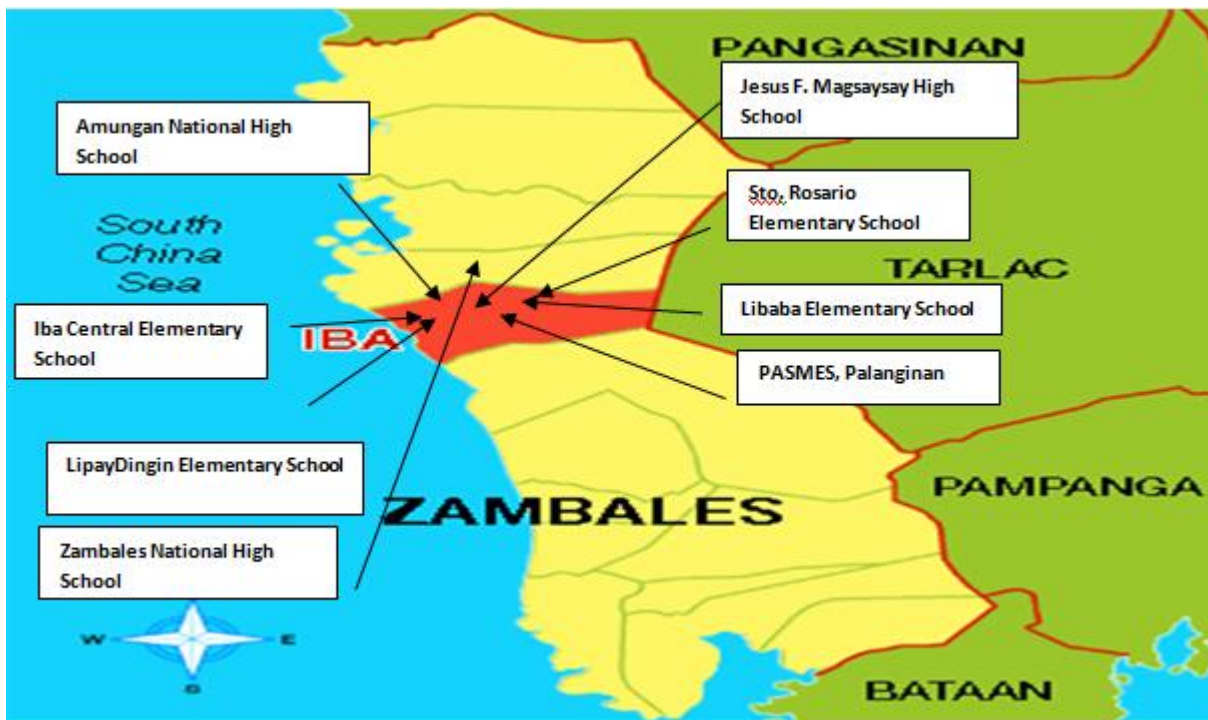 PANGASINAN
Jesus F. Magsaysay High
School
Amungan National High
School
Sto, Rosario
Elementary School
South
China
Sea
TARLAC
Iba Central Elementary
School
IBA
Libaba Elementary School
PASMES, Palanginan
LipayDingin Elementary School
ZAMBALES
PAMPANGA
Zambales National High
School
W
E
S
BATAAN